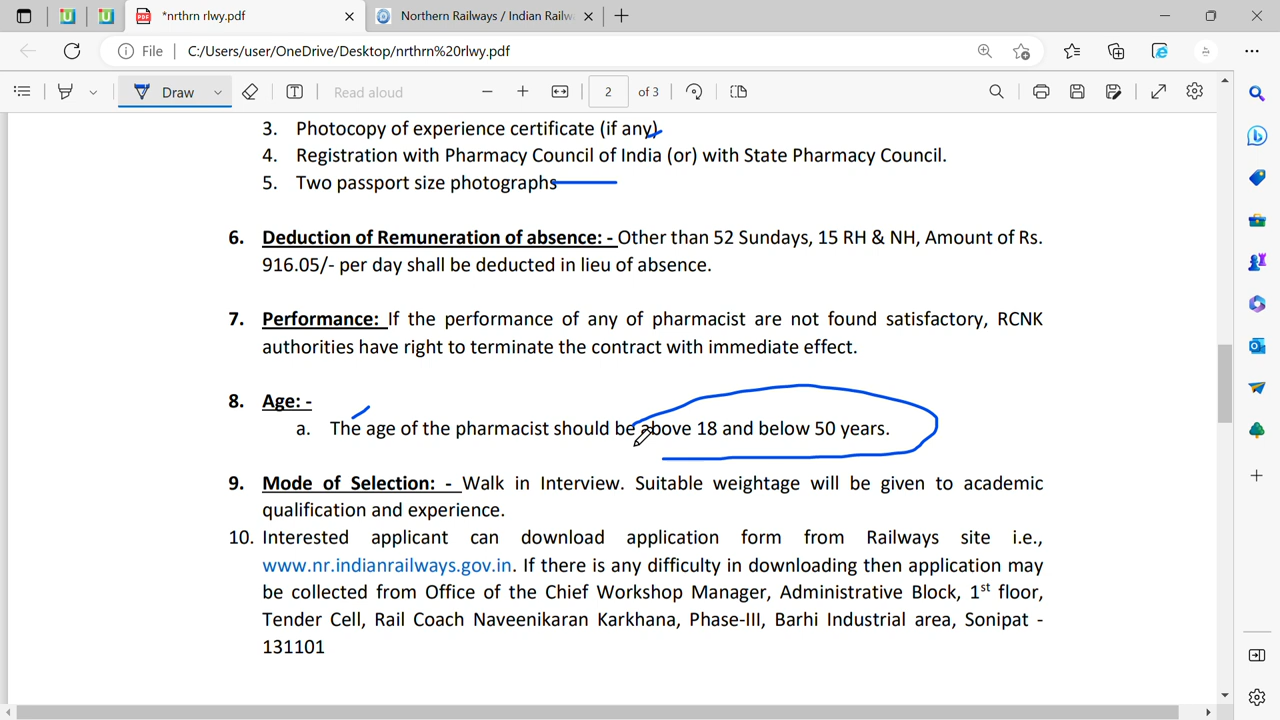 *nrthrn rlwy.pdf
Northern Railways / Indian Railw
File
C:/Users/user/OneDrive/Desktop/nrthrn%20rlwy.pdf
Draw
Read aloud
2
of 3
3. Photocopy of experience certificate (if any)
4. Registration with Pharmacy Council of India (or) with State Pharmacy Council.
5. Two passport size photographs
6. Deduction of Remuneration of absence: - Other than 52 Sundays, 15 RH & NH, Amount of Rs.
916.05/- per day shall be deducted in lieu of absence.
7. Performance: If the performance of any of pharmacist are not found satisfactory, RCNK
authorities have right to terminate the contract with immediate effect.
8. Age: -
a. The age of the pharmacist should be above 18 and below 50 years.
9. Mode of Selection: - Walk in Interview. Suitable weightage will be given to academic
qualification and experience.
10. Interested applicant can download application form from Railways site i.e.,
www.nr.indianrailways.gov.in. If there is any difficulty in downloading then application may
be collected from Office of the Chief Workshop Manager, Administrative Block, 1st floor,
Tender Cell, Rail Coach Naveenikaran Karkhana, Phase-III, Barhi Industrial area, Sonipat -
131101